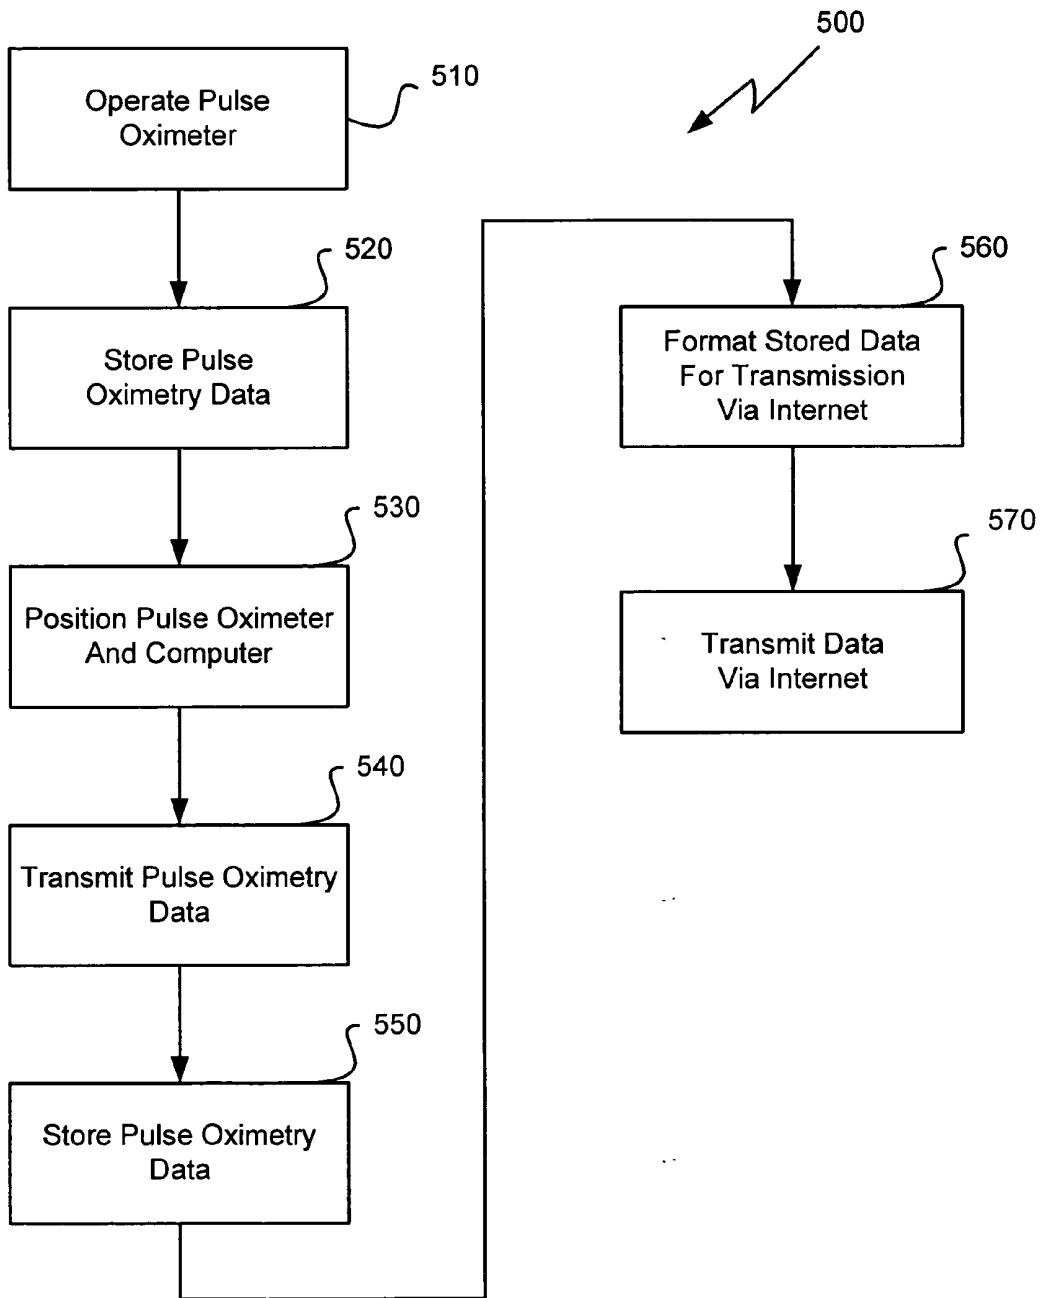 500
Operate Pulse
Oximeter
510
520
Store Pulse
Oximetry Data
530
Position Pulse Oximeter
And Computer
540
Transmit Pulse Oximetry
Data
550
Store Pulse Oximetry
Data
560
Format Stored Data
For Transmission
Via Internet
570
Transmit Data
Via Internet